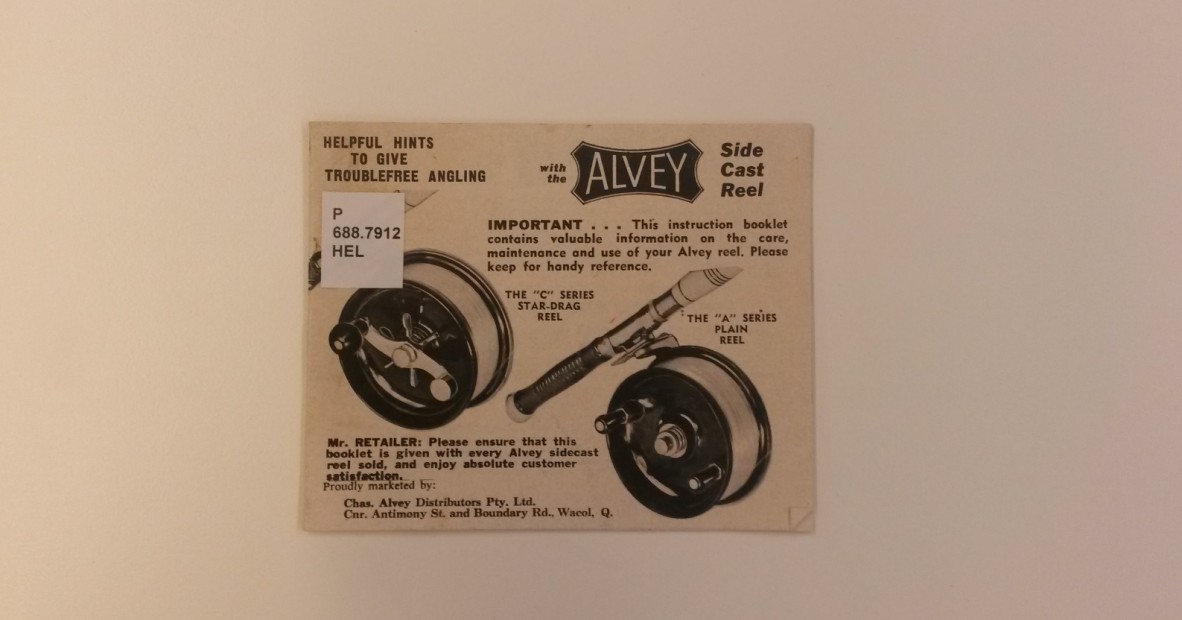 HELPFUL HINTS
TO GIVE
TROUBLEFREE ANGLING
with
the
ALVEY
Side
Cast
Reel
P
688.7912
HEL
IMPORTANT . . . This instruction booklet
contains valuable information on the care,
maintenance and use of your Alvey reel. Please
keep for handy reference.
THE "C" SERIES
STAR-DRAG
REEL
THE "A" SERIES
PLAIN
REEL
Mr. RETAILER: Please ensure that this
booklet is given with every Alvey sidecast
reel sold, and enjoy absolute customer
satisfaction.
Proudly marketed by:
Chas. Alvey Distributors Pty. Ltd.
Cnr. Antimony St. and Boundary Rd., Wacol, Q.